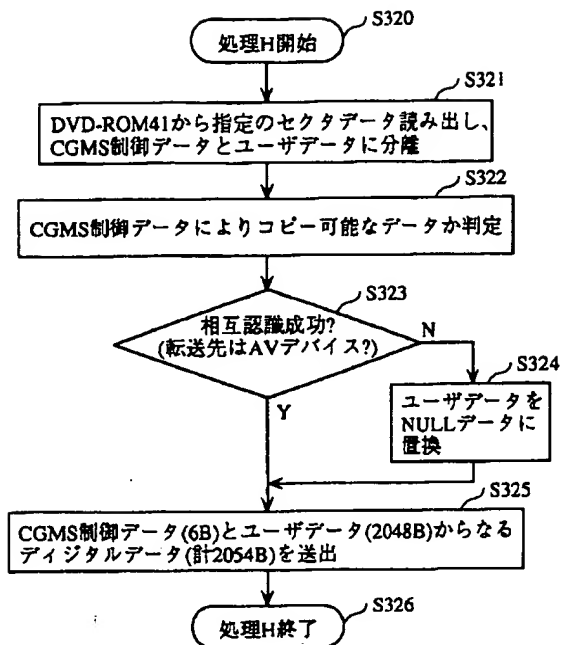 S320
処理H開始
S321
DVD-ROM41から指定のセクタデータ読み出し、
CGMS制御データとユーザデータに分離
S322
CGMS制御データによりコピー可能なデータか判定
S323
相互認識成功?
(転送先はAVデバイス?)
N
S324
ユーザデータを
NULLデータに
置換
Y
S325
CGMS制御データ(6B)とユーザデータ(2048B)からなる
ディジタルデータ(計2054B)を送出
S326
処理H終了